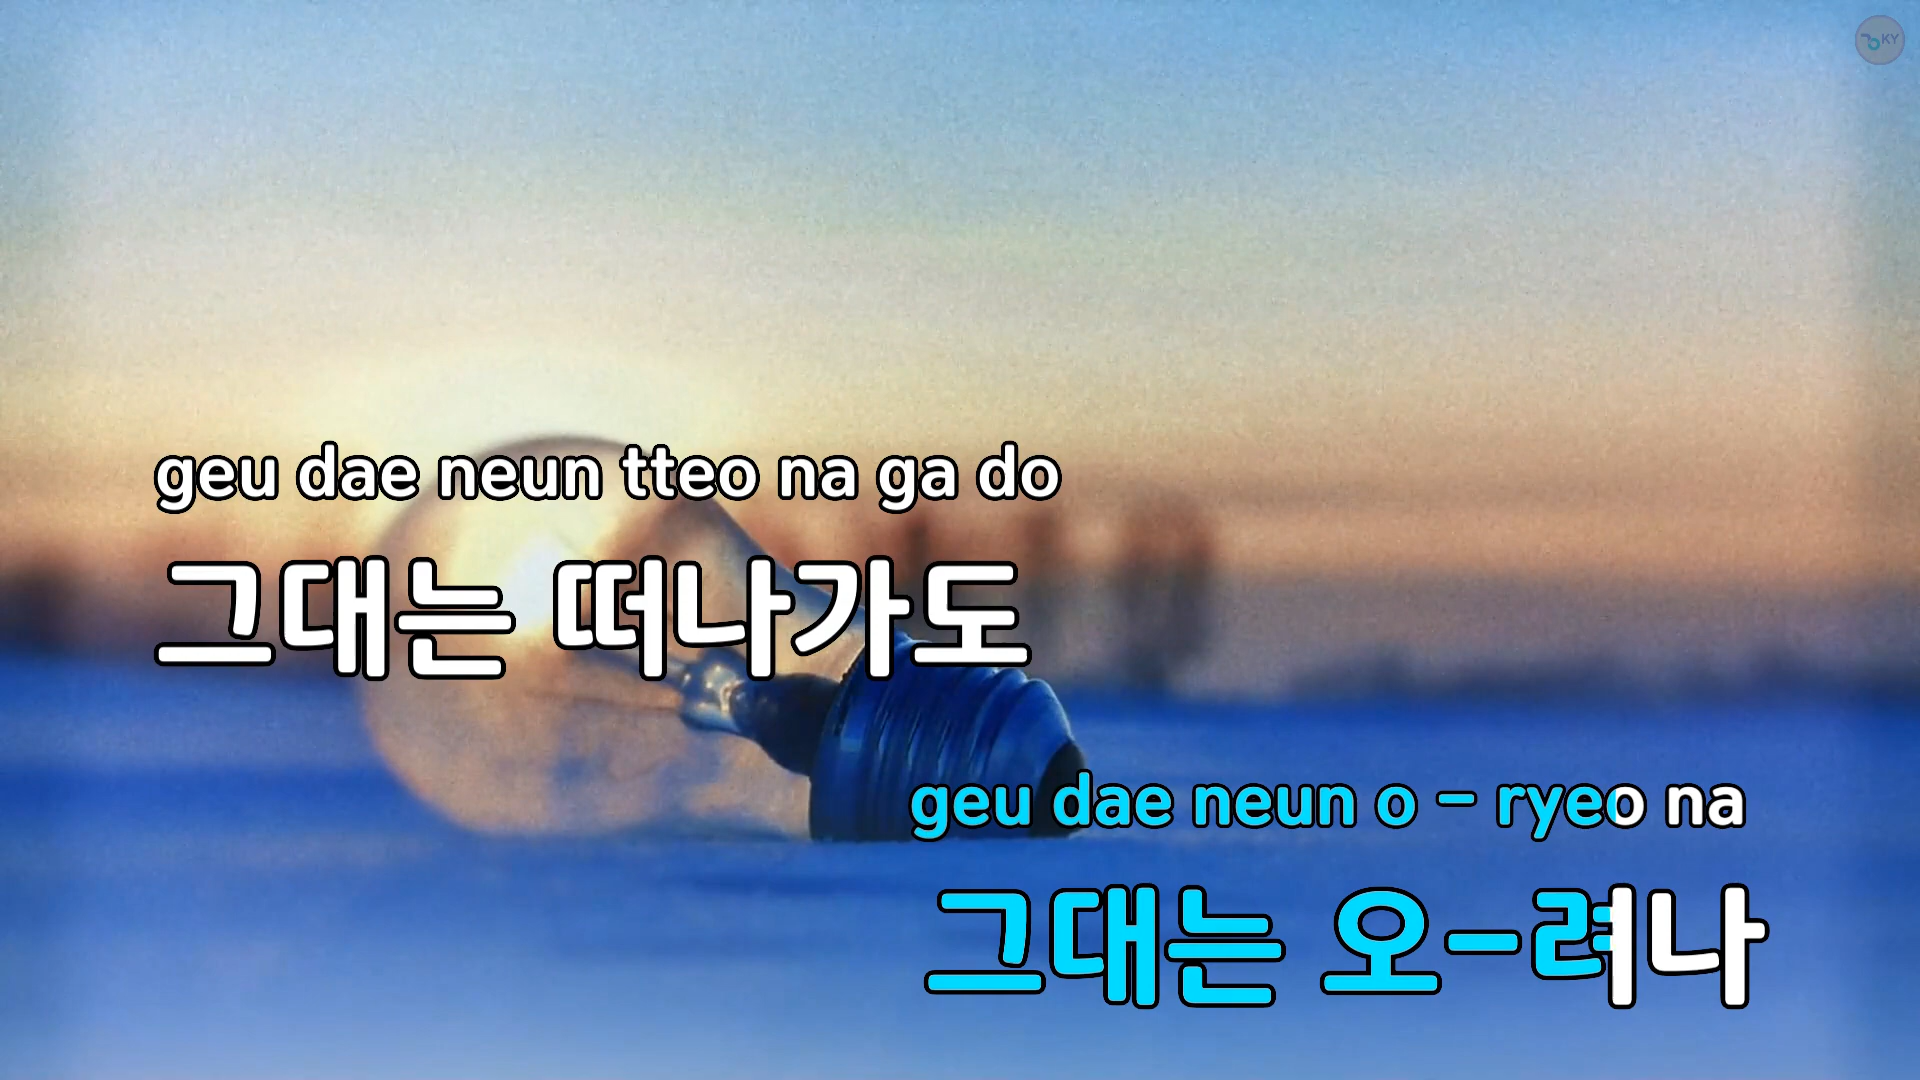 KY
geu dae neun tteo na ga do
그대는 떠나가도
geu dae neun o - ryeo na
그대는 오-려나